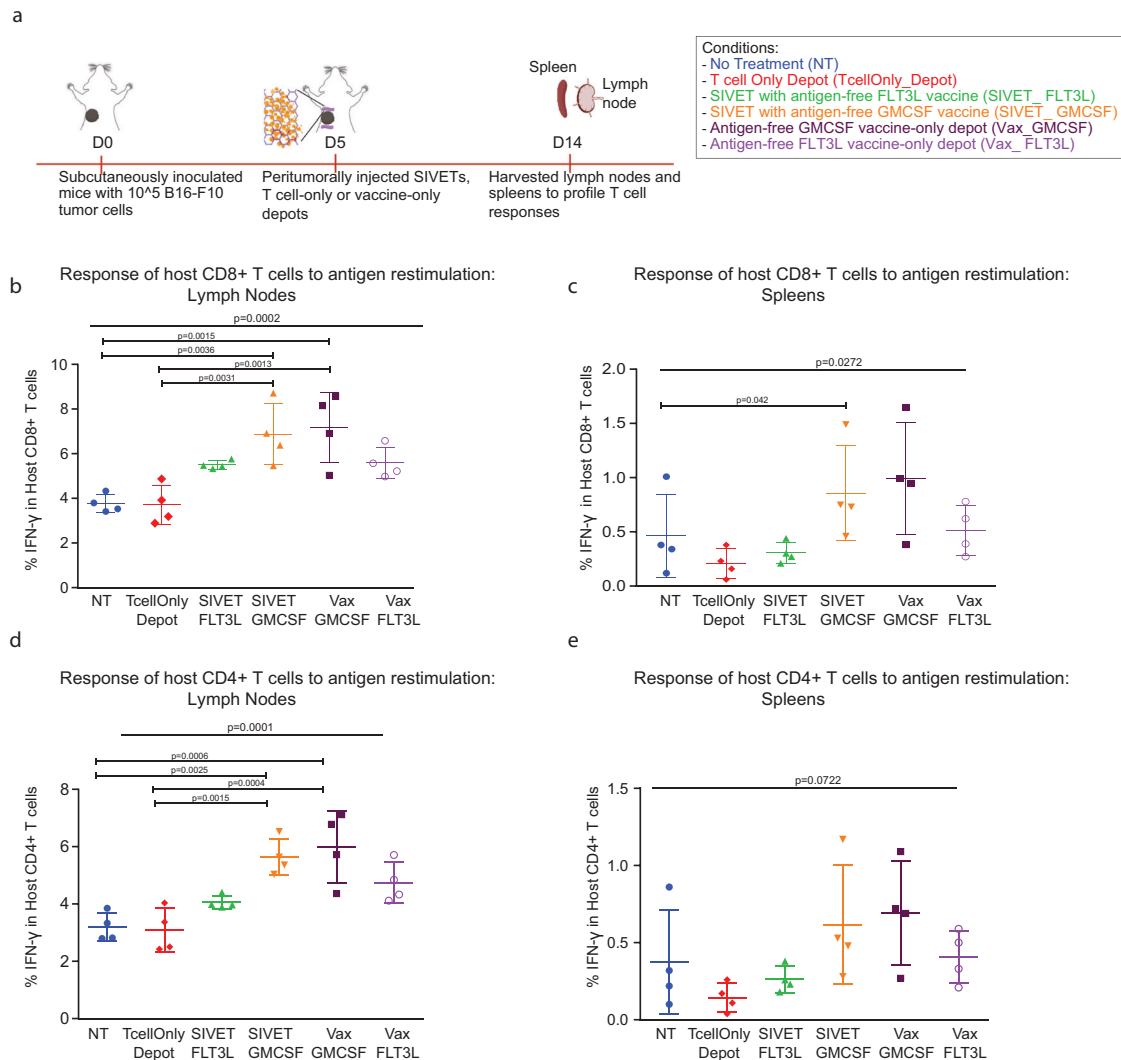 a
Spleen
Lymph
node
D0
D5
D14
Subcutaneously inoculated
mice with 10^5 B16-F10
tumor cells
Peritumorally injected SIVETs,
T cell-only or vaccine-only
depots
Harvested lymph nodes and
spleens to profile T cell
responses
Conditions:
- No Treatment (NT)
- T cell Only Depot (TcellOnly_Depot)
- SIVET with antigen-free FLT3L vaccine (SIVET_ FLT3L)
- SIVET with antigen-free GMCSF vaccine (SIVET_ GMCSF)
- Antigen-free GMCSF vaccine-only depot (Vax_GMCSF)
- Antigen-free FLT3L vaccine-only depot (Vax_ FLT3L)
b
Response of host CD8+ T cells to antigen restimulation:
Lymph Nodes
p=0.0002
p=0.0015
p=0.0036
p=0.0013
p=0.0031
% IFN-γ in Host CD8+ T cells
10
8
6
4
2
0
NT TcellOnly SIVET SIVET Vax Vax
Depot FLT3L GMCSF GMCSF FLT3L
c
Response of host CD8+ T cells to antigen restimulation:
Spleens
p=0.0272
p=0.042
% IFN-γ in Host CD8+ T cells
2.0
1.5
1.0
0.5
0.0
NT TcellOnly SIVET SIVET Vax Vax
Depot FLT3L GMCSF GMCSF FLT3L
d
Response of host CD4+ T cells to antigen restimulation:
Lymph Nodes
p=0.0001
p=0.0006
p=0.0025
p=0.0004
p=0.0015
% IFN-γ in Host CD4+ T cells
8
6
4
2
0
NT TcellOnly SIVET SIVET Vax Vax
Depot FLT3L GMCSF GMCSF FLT3L
e
Response of host CD4+ T cells to antigen restimulation:
Spleens
p=0.0722
% IFN-γ in Host CD4+ T cells
1.5
1.0
0.5
0.0
NT TcellOnly SIVET SIVET Vax Vax
Depot FLT3L GMCSF GMCSF FLT3L